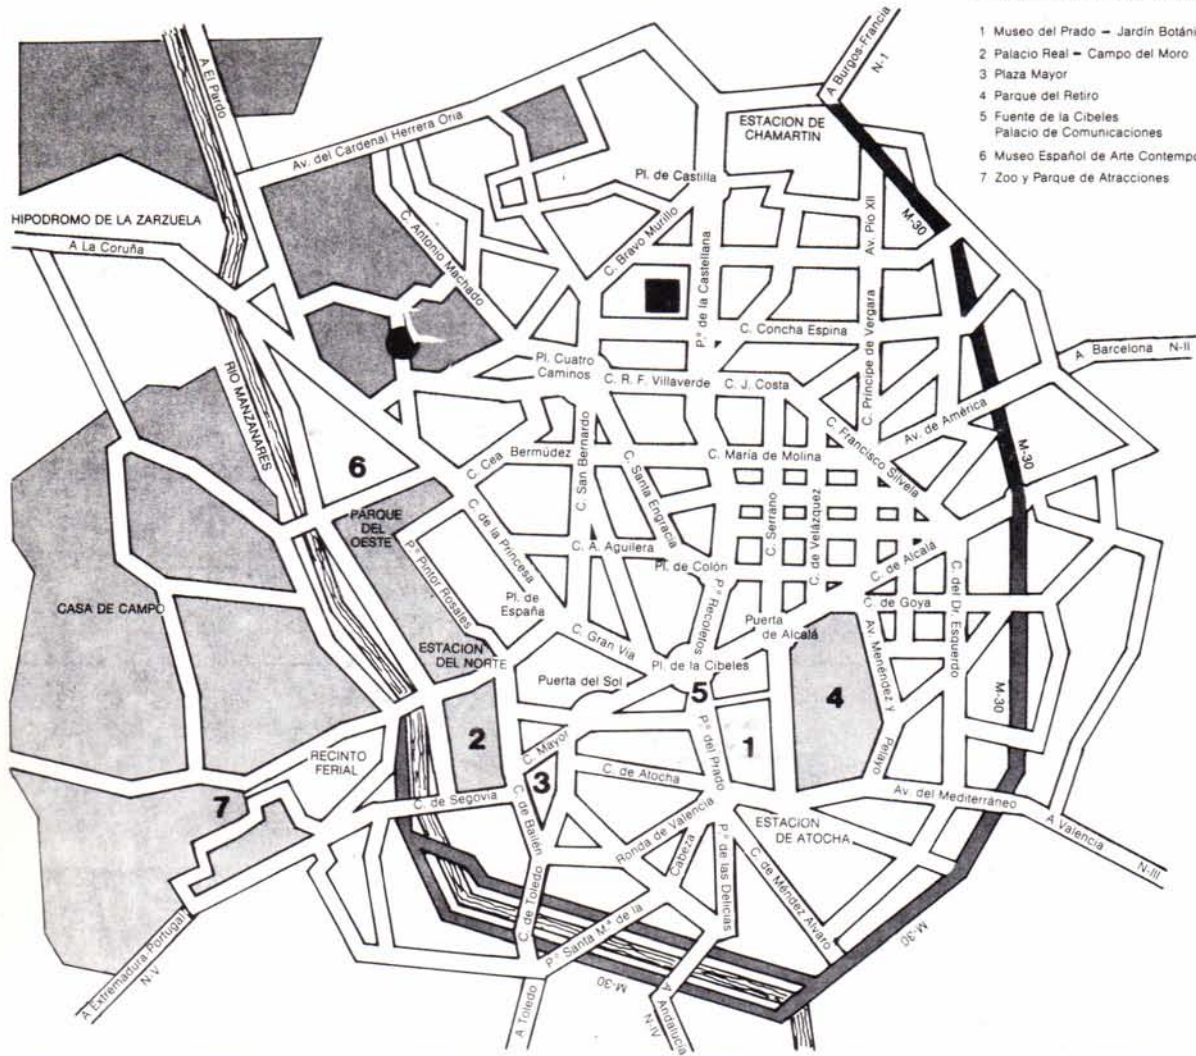 1 Museo del Prado – Jardín Botáni
2 Palacio Real – Campo del Moro
3 Plaza Mayor
4 Parque del Retiro
5 Fuente de la Cibeles
Palacio de Comunicaciones
6 Museo Español de Arte Contempo
7 Zoo y Parque de Atracciones
A El Pardo
A Burgos-Francia
N-1
ESTACION DE
CHAMARTIN
Av. del Cardenal Herrera Oria
Pl. de Castilla
HIPODROMO DE LA ZARZUELA
A La Coruña
C. Antonio Machado
C. Bravo Murillo
P.º de la Castellana
Av. Pio XII
M-30
C. Concha Espina
C. Principe de Vergara
A Barcelona N-II
Pl. Cuatro
Caminos
C. R. F. Villaverde
C. J. Costa
RIO MANZANARES
Av. de América
M-30
C. Francisco Silvela
6
C. Cea
Bermúdez
C. San Bernardo
C. Santa Engracia
C. María de Molina
C. Serrano
C. de Velázquez
PARQUE
DEL
OESTE
C. de la Princesa
P.º Pintor Rosales
C. A. Aguilera
Pl. de Colón
C. de Alcalá
C. del Dr. Esquerdo
CASA DE CAMPO
Pl. de
España
P.º Recoletos
C. de Goya
Puerta
de Alcalá
ESTACION
DEL NORTE
C. Gran Via
Pl. de la Cibeles
Av. Menéndez y
Pelayo
Puerta del Sol
5
4
M-30
2
C. Mayor
P.º del Prado
1
RECINTO
FERIAL
3
C. de Atocha
7
C. de Segovia
C. de Bailén
Av. del Mediterráneo
Ronda de Valencia
ESTACION
DE ATOCHA
A Valencia
N-III
Cabeza
P.º de las Delicias
C. de Méndez Alvaro
C. de Toledo
P.º Santa M.ª de la
A Extremadura-Portugal
N-V
M-30
M-30
A Toledo
A Andalucia
N-IV